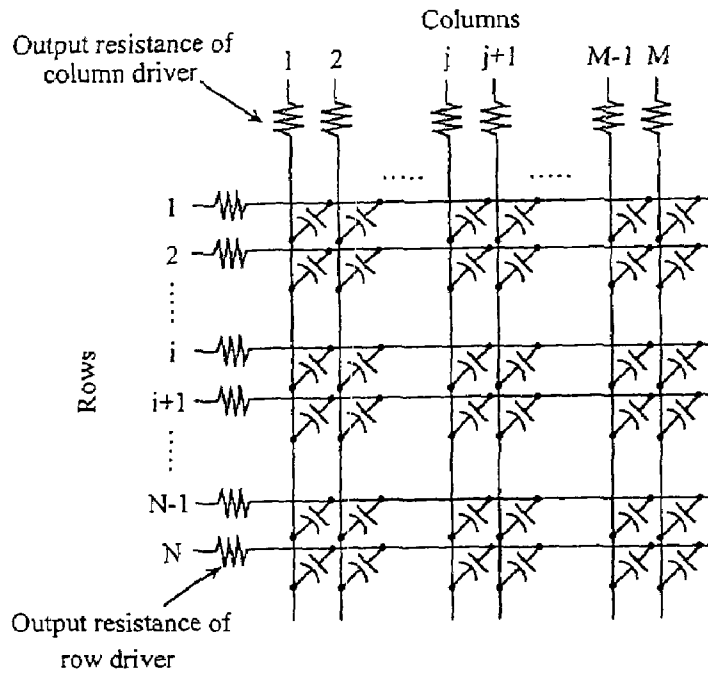 Columns
Output resistance of
column driver
1 2 j j+1 M-1 M
..... .....
1
2
......
i
i+1
......
N-1
N
Rows
Output resistance of
row driver